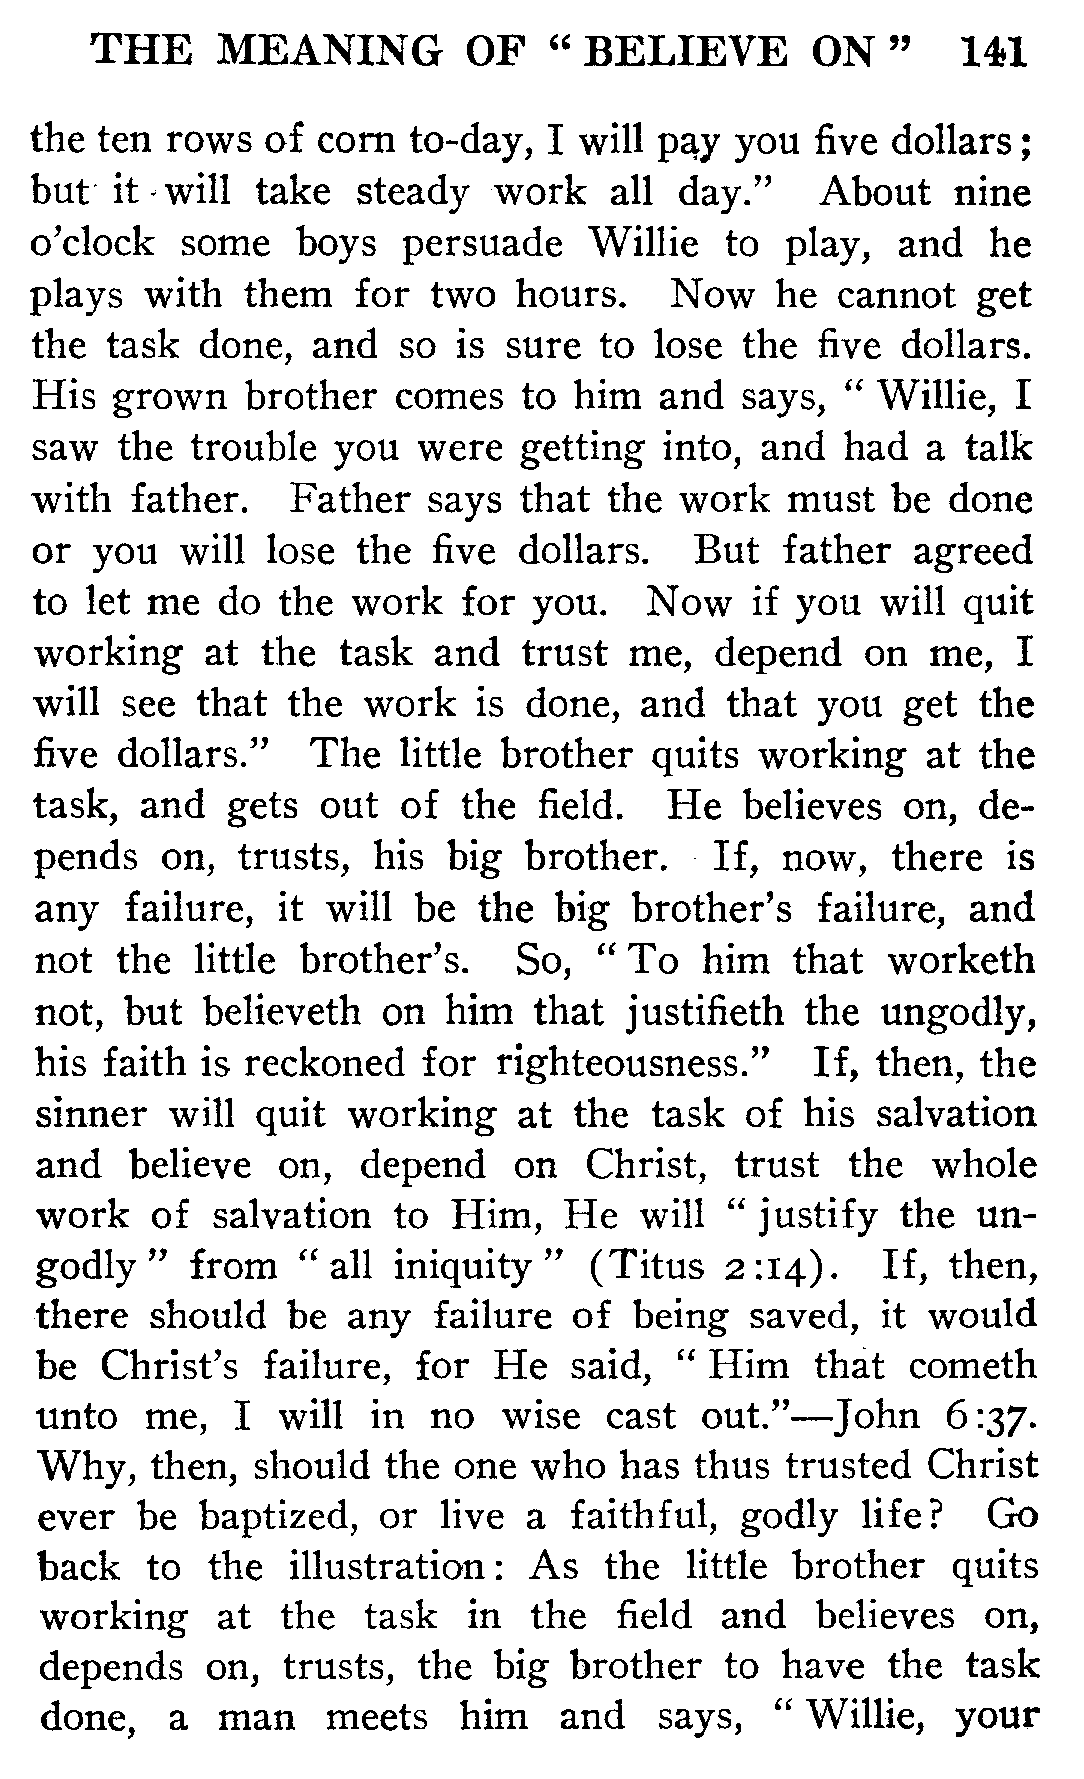 THE MEANING OF “ BELIEVE ON ” 141
the ten rows of corn to-day, I will pay you five dollars ;
but it will take steady work all day.” About nine
o’clock some boys persuade Willie to play, and he
plays with them for two hours. Now he cannot get
the task done, and so is sure to lose the five dollars.
His grown brother comes to him and says, “ Willie, I
saw the trouble you were getting into, and had a talk
with father. Father says that the work must be done
or you will lose the five dollars. But father agreed
to let me do the work for you. Now if you will quit
working at the task and trust me, depend on me, I
will see that the work is done, and that you get the
five dollars.” The little brother quits working at the
task, and gets out of the field. He believes on, de-
pends on, trusts, his big brother. If, now, there is
any failure, it will be the big brother’s failure, and
not the little brother’s. So, “ To him that worketh
not, but believeth on him that justifieth the ungodly,
his faith is reckoned for righteousness.” If, then, the
sinner will quit working at the task of his salvation
and believe on, depend on Christ, trust the whole
work of salvation to Him, He will “ justify the un-
godly ” from “ all iniquity ” (Titus 2 :14). If, then,
there should be any failure of being saved, it would
be Christ’s failure, for He said, “ Him that cometh
unto me, I will in no wise cast out.”—John 6 :37.
Why, then, should the one who has thus trusted Christ
ever be baptized, or live a faithful, godly life? Go
back to the illustration : As the little brother quits
working at the task in the field and believes on,
depends on, trusts, the big brother to have the task
done, a man meets him and says, “ Willie, your